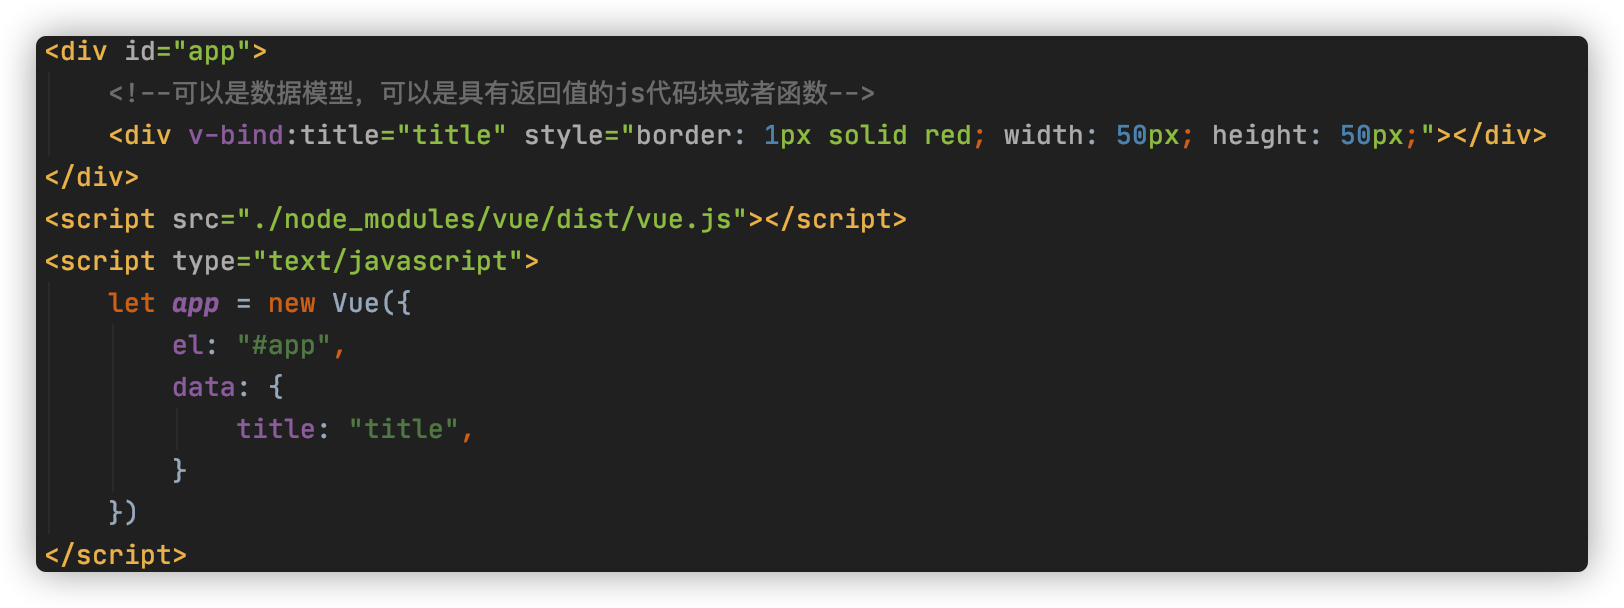 <div id="app">
    <!--可以是数据模型，可以是具有返回值的js代码块或者函数-->
    <div v-bind:title="title" style="border: 1px solid red; width: 50px; height: 50px;"></div>
</div>
<script src="./node_modules/vue/dist/vue.js"></script>
<script type="text/javascript">
    let app = new Vue({
        el: "#app",
        data: {
            title: "title",
        }
    })
</script>